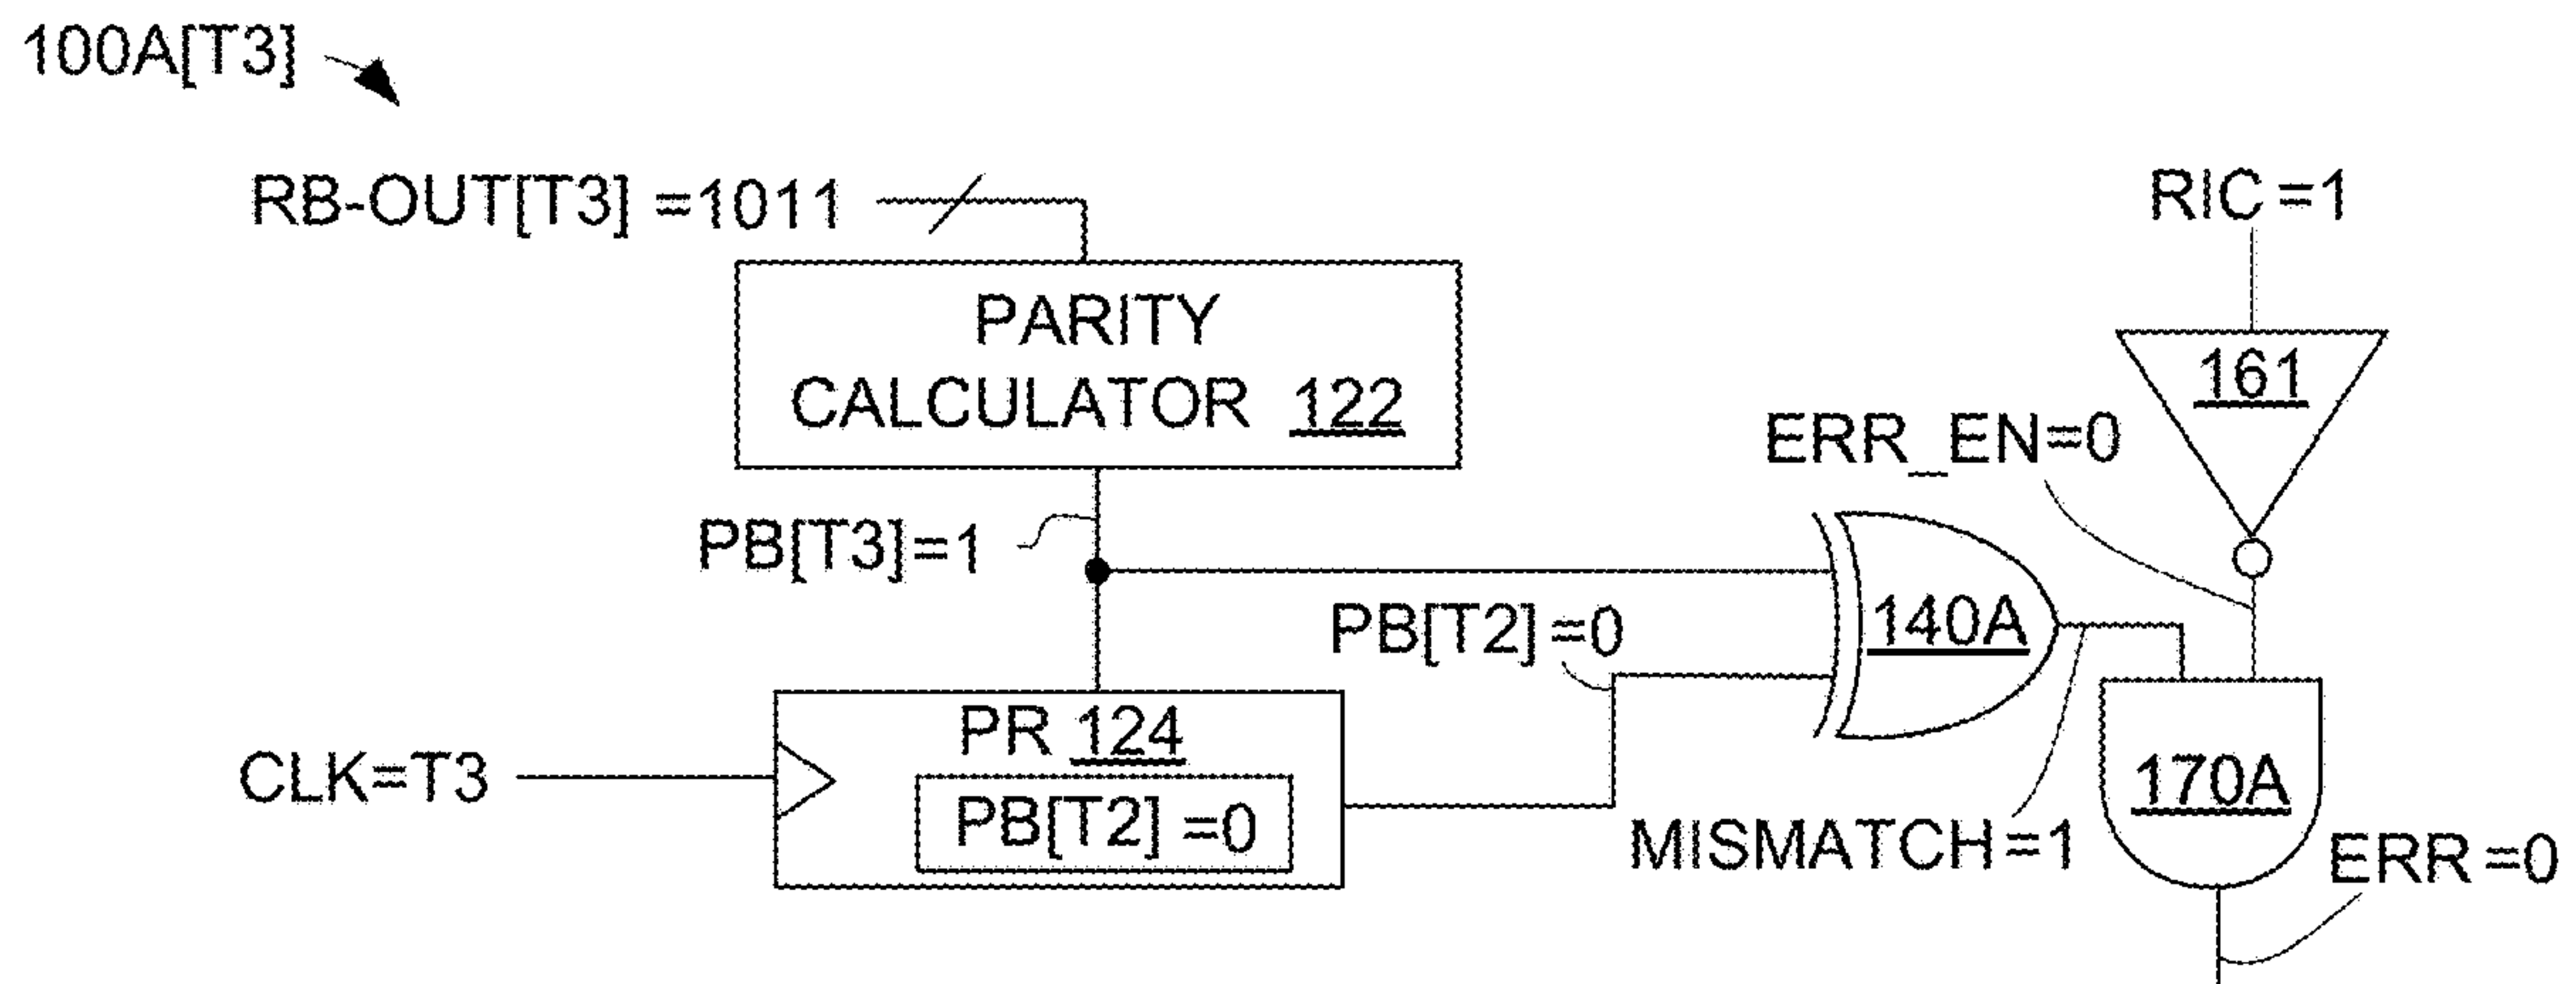 100A[T3]
RB-OUT[T3] =1011
RIC =1
PARITY
CALCULATOR 122
161
ERR_EN=0
PB[T3]=1
PB[T2] =0
140A
PR 124
CLK=T3
PB[T2] =0
170A
MISMATCH =1
ERR =0